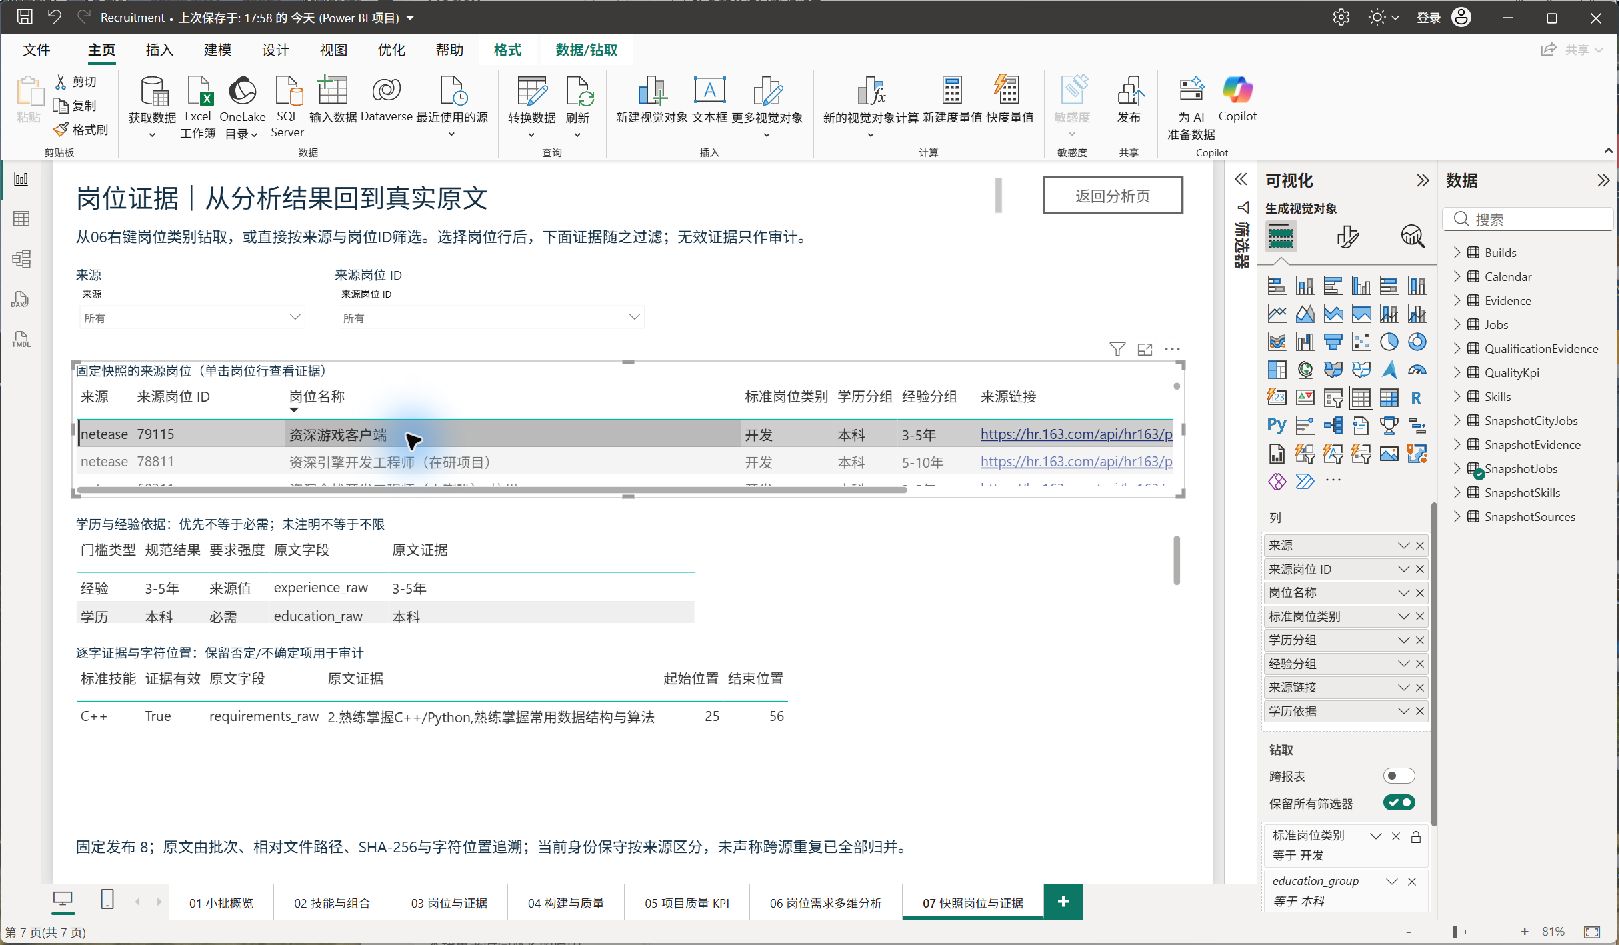 Recruitment • 上次保存于: 17:58 的 今天 (Power BI 项目)
登录
文件 主页 插入 建模 设计 视图 优化 帮助 格式 数据/钻取
共享
粘贴
剪切
复制
格式刷
剪贴板
获取数据
Excel 工作簿
OneLake 目录
SQL Server
输入数据
Dataverse
最近使用的源
数据
转换数据
刷新
查询
新建视觉对象
文本框
更多视觉对象
插入
新的视觉对象计算
新建度量值
快度量值
计算
敏感度
敏感度
发布
共享
为 AI 准备数据
Copilot
Copilot
岗位证据｜从分析结果回到真实原文
返回分析页
从06右键岗位类别钻取，或直接按来源与岗位ID筛选。选择岗位行后，下面证据随之过滤；无效证据只作审计。
来源
来源
所有
来源岗位 ID
来源岗位 ID
所有
固定快照的来源岗位（单击岗位行查看证据）
来源 来源岗位 ID 岗位名称 标准岗位类别 学历分组 经验分组 来源链接
netease 79115 资深游戏客户端 开发 本科 3-5年 https://hr.163.com/api/hr163/p
netease 78811 资深引擎开发工程师（在研项目） 开发 本科 5-10年 https://hr.163.com/api/hr163/p
学历与经验依据：优先不等于必需；未注明不等于不限
门槛类型 规范结果 要求强度 原文字段 原文证据
经验 3-5年 来源值 experience_raw 3-5年
学历 本科 必需 education_raw 本科
逐字证据与字符位置：保留否定/不确定项用于审计
标准技能 证据有效 原文字段 原文证据 起始位置 结束位置
C++ True requirements_raw 2.熟练掌握C++/Python,熟练掌握常用数据结构与算法 25 56
固定发布 8；原文由批次、相对文件路径、SHA-256与字符位置追溯；当前身份保守按来源区分，未声称跨源重复已全部归并。
筛选器
可视化
生成视觉对象
R
Py
列
来源
来源岗位 ID
岗位名称
标准岗位类别
学历分组
经验分组
来源链接
学历依据
钻取
跨报表
保留所有筛选器
标准岗位类别
等于 开发
education_group
等于 本科
数据
搜索
Builds
Calendar
Evidence
Jobs
QualificationEvidence
QualityKpi
Skills
SnapshotCityJobs
SnapshotEvidence
SnapshotJobs
SnapshotSkills
SnapshotSources
DAX
TMDL
01 小批概览
02 技能与组合
03 岗位与证据
04 构建与质量
05 项目质量 KPI
06 岗位需求多维分析
07 快照岗位与证据
第 7 页(共 7 页)
81%